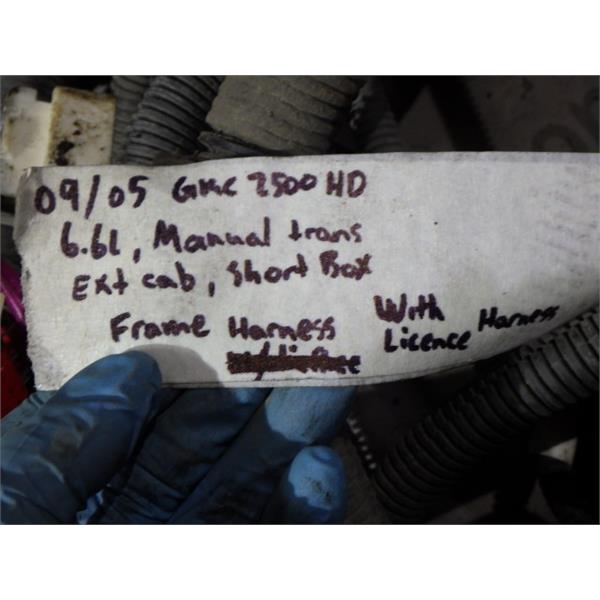 09/05 GMC 2500 HD
6.6L, Manual trans
Ext cab, Short Box
Frame Harness With Licence Harness